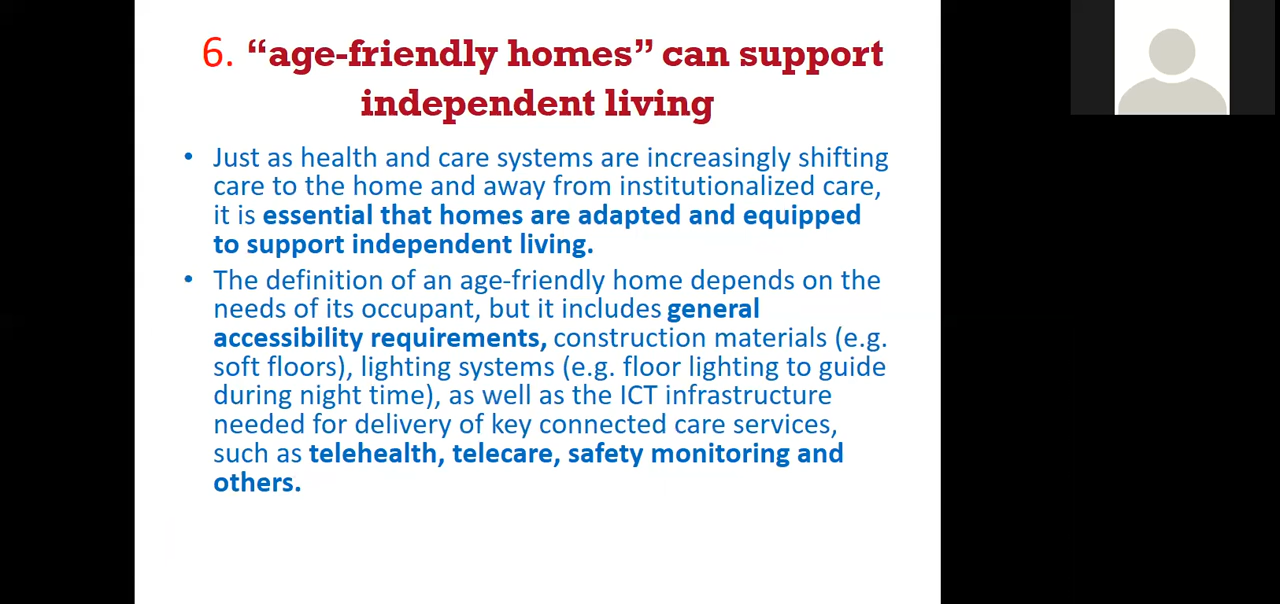 6. “age-friendly homes” can support
independent living
• Just as health and care systems are increasingly shifting
care to the home and away from institutionalized care,
it is essential that homes are adapted and equipped
to support independent living.
• The definition of an age-friendly home depends on the
needs of its occupant, but it includes general
accessibility requirements, construction materials (e.g.
soft floors), lighting systems (e.g. floor lighting to guide
during night time), as well as the ICT infrastructure
needed for delivery of key connected care services,
such as telehealth, telecare, safety monitoring and
others.